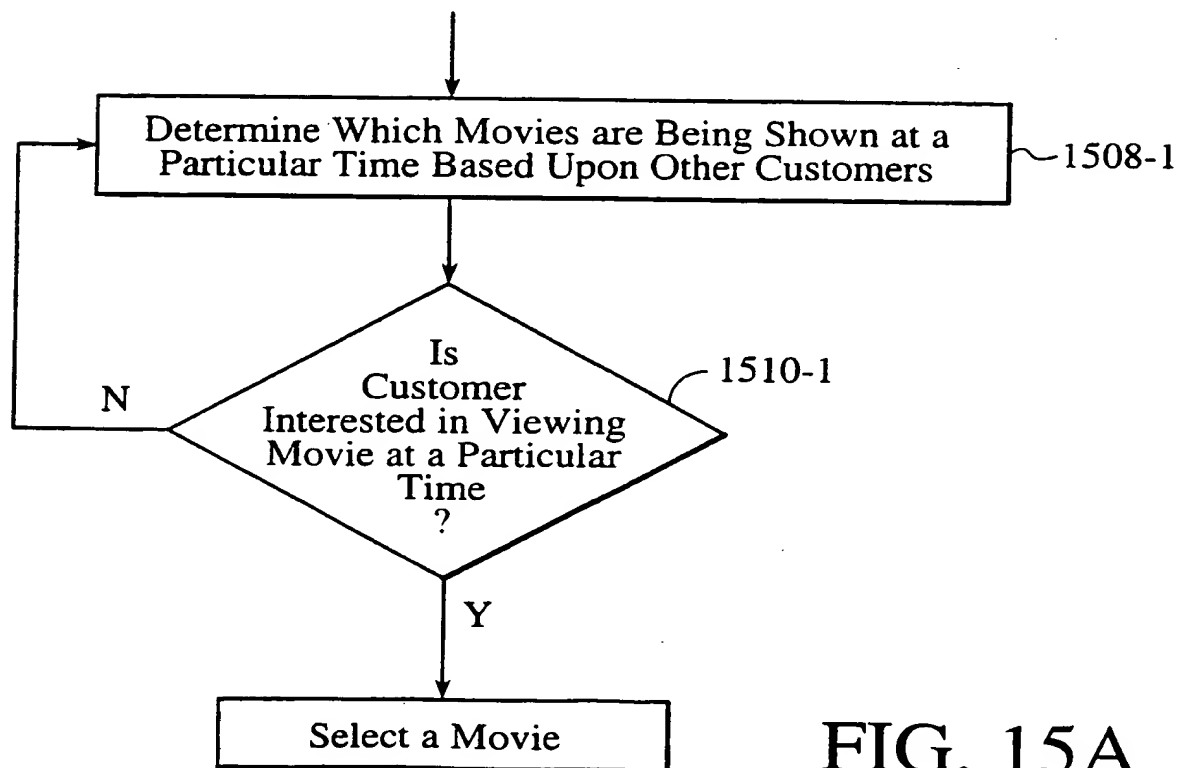 Determine Which Movies are Being Shown at a
Particular Time Based Upon Other Customers
1508-1
Is
Customer
Interested in Viewing
Movie at a Particular
Time
?
1510-1
N
Y
Select a Movie
FIG. 15A